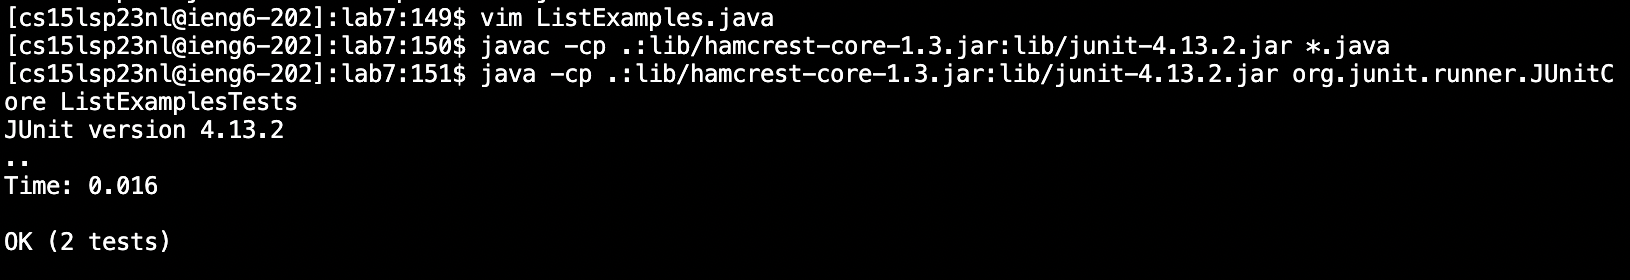 [cs15lsp23nl@ieng6-202]:lab7:149$ vim ListExamples.java
[cs15lsp23nl@ieng6-202]:lab7:150$ javac -cp .:lib/hamcrest-core-1.3.jar:lib/junit-4.13.2.jar *.java
[cs15lsp23nl@ieng6-202]:lab7:151$ java -cp .:lib/hamcrest-core-1.3.jar:lib/junit-4.13.2.jar org.junit.runner.JUnitC
ore ListExamplesTests
JUnit version 4.13.2
..
Time: 0.016
OK (2 tests)